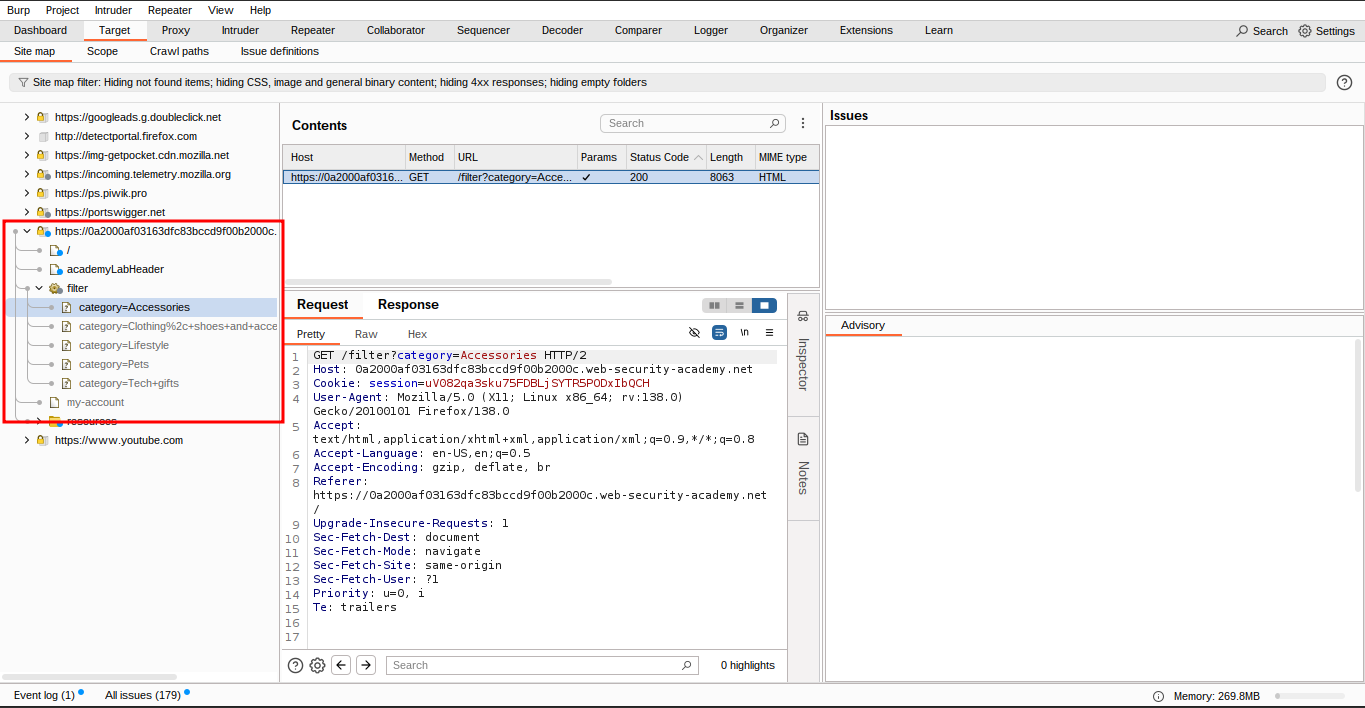 Burp Project Intruder Repeater View Help
Dashboard Target Proxy Intruder Repeater Collaborator Sequencer Decoder Comparer Logger Organizer Extensions Learn Search Settings
Site map Scope Crawl paths Issue definitions
Site map filter: Hiding not found items; hiding CSS, image and general binary content; hiding 4xx responses; hiding empty folders
https://googleads.g.doubleclick.net
http://detectportal.firefox.com
https://img-getpocket.cdn.mozilla.net
https://incoming.telemetry.mozilla.org
https://ps.piwik.pro
https://portswigger.net
https://0a2000af03163dfc83bccd9f00b2000c.
/
academyLabHeader
filter
category=Accessories
category=Clothing%2c+shoes+and+acce
category=Lifestyle
category=Pets
category=Tech+gifts
my-account
resources
https://www.youtube.com
Contents
Search
Host Method URL Params Status Code Length MIME type
https://0a2000af0316... GET /filter?category=Acce... ✓ 200 8063 HTML
Request Response
Pretty Raw Hex
\n
1 GET /filter?category=Accessories HTTP/2
2 Host: 0a2000af03163dfc83bccd9f00b2000c.web-security-academy.net
3 Cookie: session=uV082qa3sku75FDBLjSYTR5PODxIbQCH
4 User-Agent: Mozilla/5.0 (X11; Linux x86_64; rv:138.0)
Gecko/20100101 Firefox/138.0
5 Accept:
text/html,application/xhtml+xml,application/xml;q=0.9,*/*;q=0.8
6 Accept-Language: en-US,en;q=0.5
7 Accept-Encoding: gzip, deflate, br
8 Referer:
https://0a2000af03163dfc83bccd9f00b2000c.web-security-academy.net
/
9 Upgrade-Insecure-Requests: 1
10 Sec-Fetch-Dest: document
11 Sec-Fetch-Mode: navigate
12 Sec-Fetch-Site: same-origin
13 Sec-Fetch-User: ?1
14 Priority: u=0, i
15 Te: trailers
16
17
Search
0 highlights
Inspector
Notes
Issues
Advisory
Event log (1) All issues (179) Memory: 269.8MB